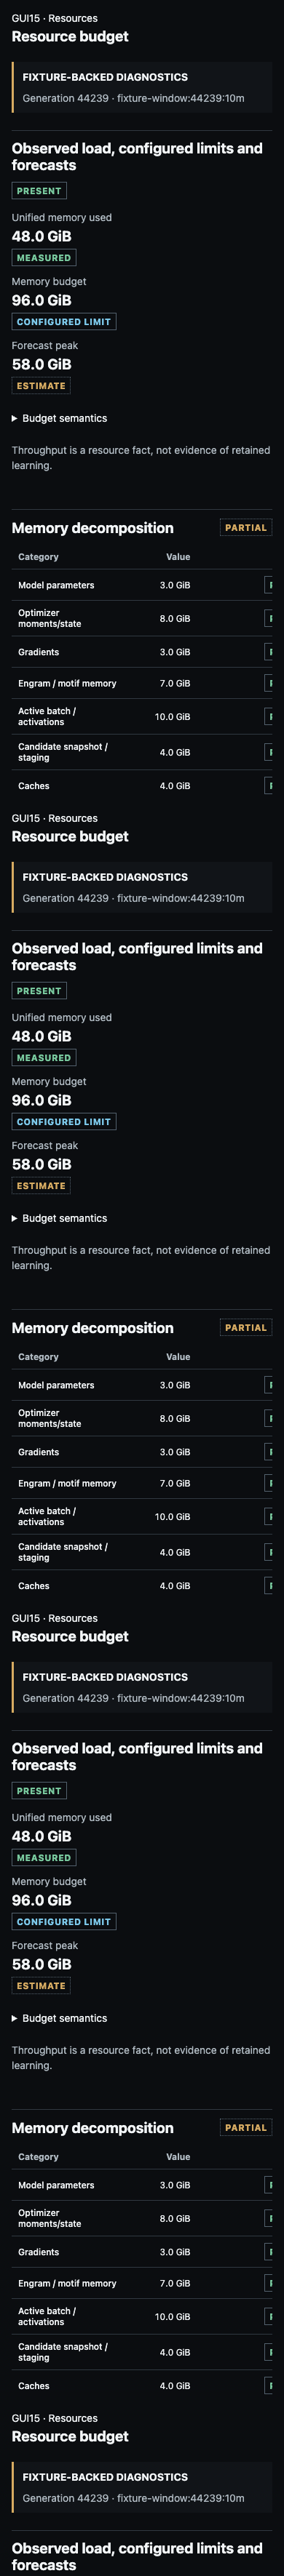 GUI15 · Resources
Resource budget
FIXTURE-BACKED DIAGNOSTICS
Generation 44239 · fixture-window:44239:10m
Observed load, configured limits and
forecasts
PRESENT
Unified memory used
48.0 GiB
MEASURED
Memory budget
96.0 GiB
CONFIGURED LIMIT
Forecast peak
58.0 GiB
ESTIMATE
Budget semantics
Throughput is a resource fact, not evidence of retained
learning.
Memory decomposition PARTIAL
Category Value
Model parameters 3.0 GiB
Optimizer
moments/state 8.0 GiB
Gradients 3.0 GiB
Engram / motif memory 7.0 GiB
Active batch /
activations 10.0 GiB
Candidate snapshot /
staging 4.0 GiB
Caches 4.0 GiB
GUI15 · Resources
Resource budget
FIXTURE-BACKED DIAGNOSTICS
Generation 44239 · fixture-window:44239:10m
Observed load, configured limits and
forecasts
PRESENT
Unified memory used
48.0 GiB
MEASURED
Memory budget
96.0 GiB
CONFIGURED LIMIT
Forecast peak
58.0 GiB
ESTIMATE
Budget semantics
Throughput is a resource fact, not evidence of retained
learning.
Memory decomposition PARTIAL
Category Value
Model parameters 3.0 GiB
Optimizer
moments/state 8.0 GiB
Gradients 3.0 GiB
Engram / motif memory 7.0 GiB
Active batch /
activations 10.0 GiB
Candidate snapshot /
staging 4.0 GiB
Caches 4.0 GiB
GUI15 · Resources
Resource budget
FIXTURE-BACKED DIAGNOSTICS
Generation 44239 · fixture-window:44239:10m
Observed load, configured limits and
forecasts
PRESENT
Unified memory used
48.0 GiB
MEASURED
Memory budget
96.0 GiB
CONFIGURED LIMIT
Forecast peak
58.0 GiB
ESTIMATE
Budget semantics
Throughput is a resource fact, not evidence of retained
learning.
Memory decomposition PARTIAL
Category Value
Model parameters 3.0 GiB
Optimizer
moments/state 8.0 GiB
Gradients 3.0 GiB
Engram / motif memory 7.0 GiB
Active batch /
activations 10.0 GiB
Candidate snapshot /
staging 4.0 GiB
Caches 4.0 GiB
GUI15 · Resources
Resource budget
FIXTURE-BACKED DIAGNOSTICS
Generation 44239 · fixture-window:44239:10m
Observed load, configured limits and
forecasts